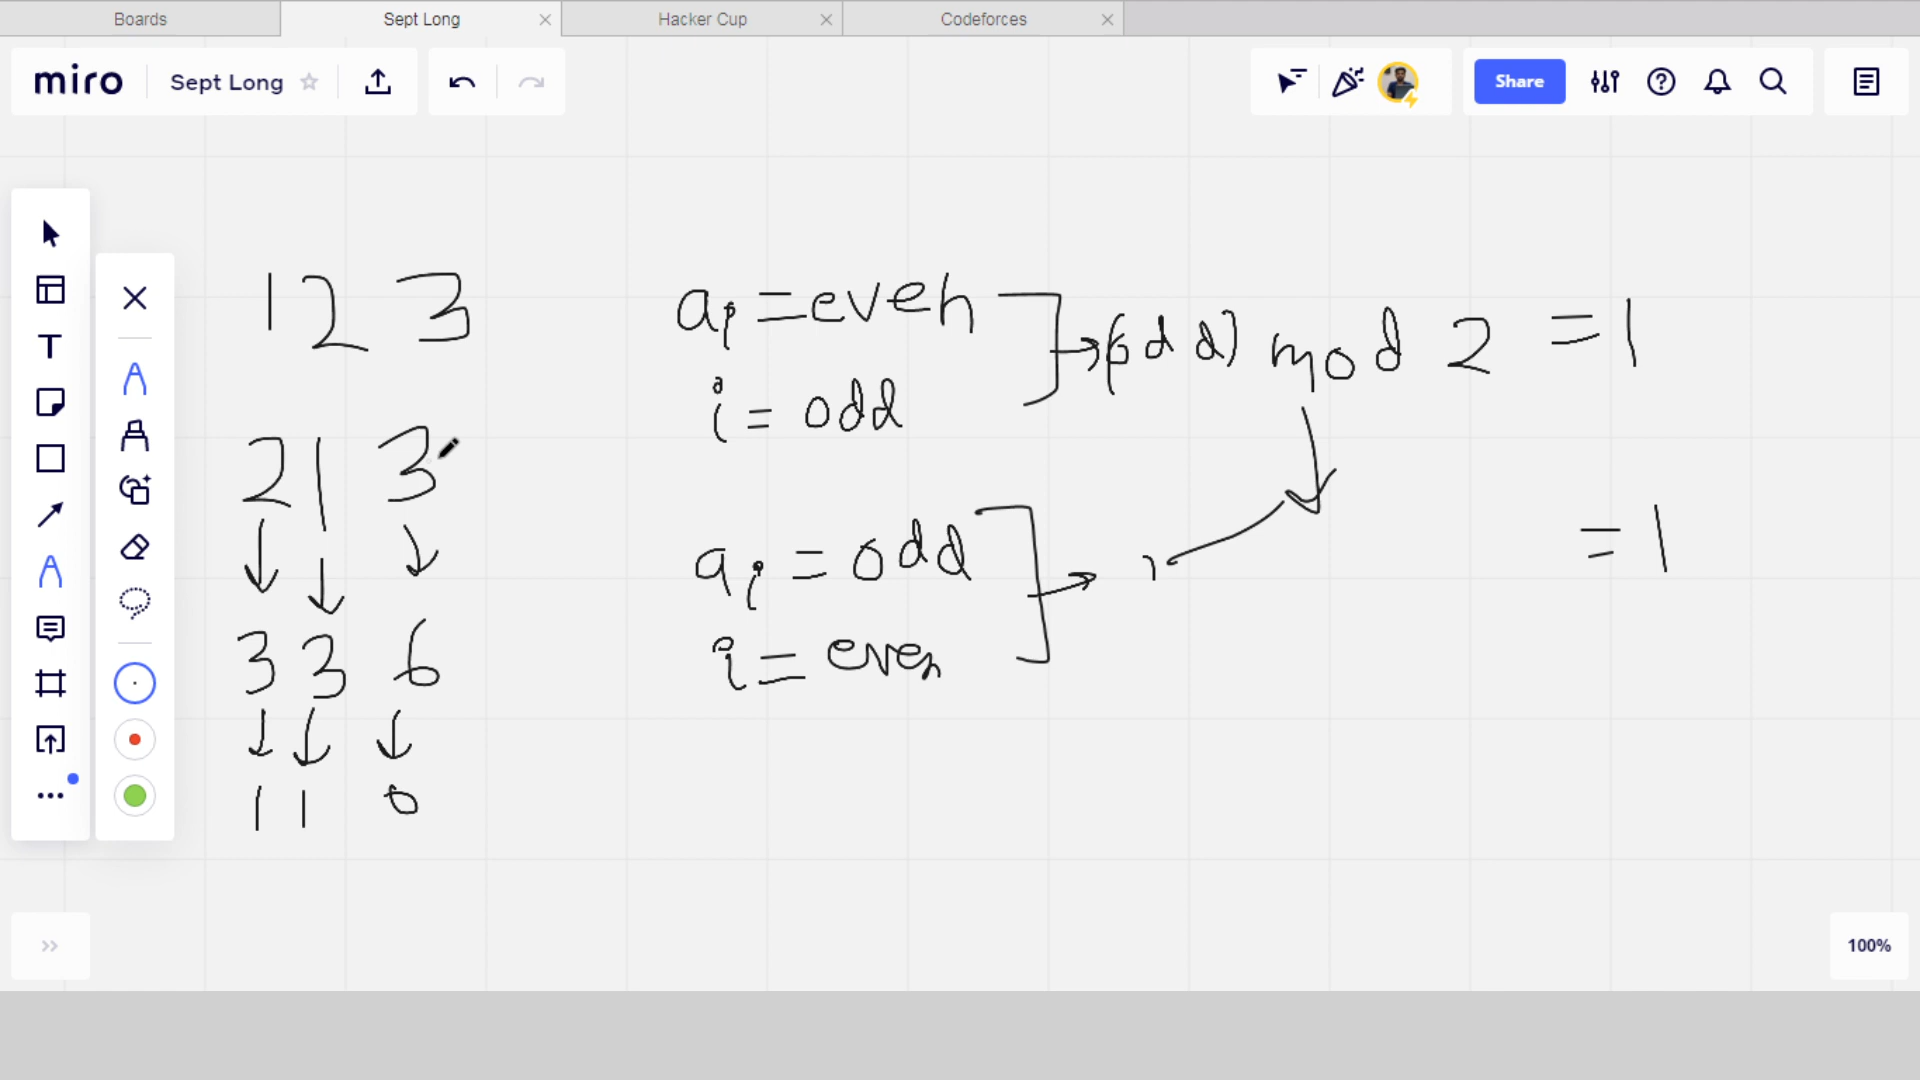 Boards Sept Long Hacker Cup Codeforces
miro Sept Long Share
1 2 3
2 1 3
3 3 6
1 1 0
ai = even
i = odd
(odd) mod 2 = 1
ai = odd
i = even
= 1
T
100%